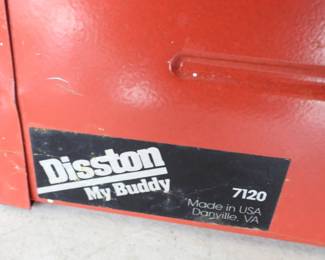 Disston
My Buddy
7120
Made in USA
Danville, VA